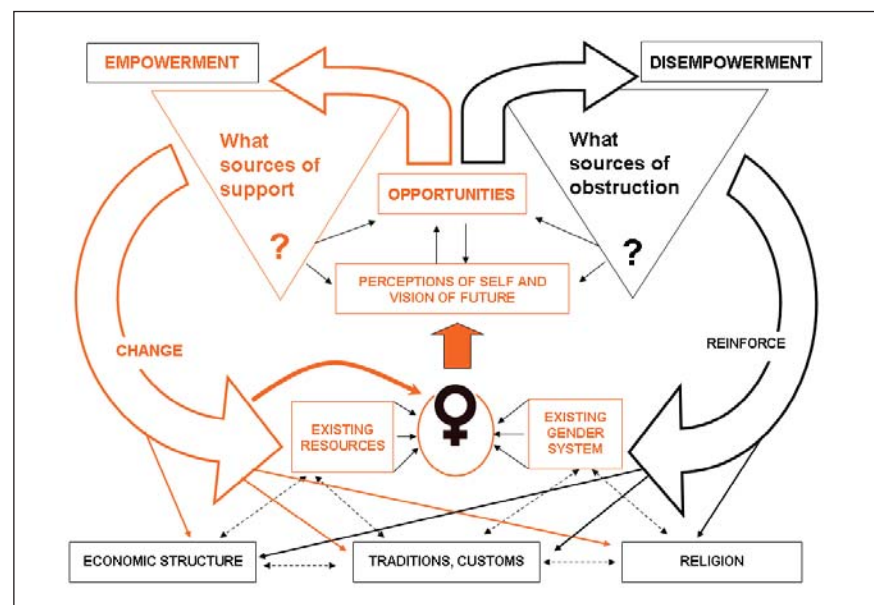 EMPOWERMENT
DISEMPOWERMENT
What
sources of
support
?
What
sources of
obstruction
?
OPPORTUNITIES
PERCEPTIONS OF SELF AND
VISION OF FUTURE
CHANGE
REINFORCE
EXISTING
RESOURCES
EXISTING
GENDER
SYSTEM
ECONOMIC STRUCTURE
TRADITIONS, CUSTOMS
RELIGION